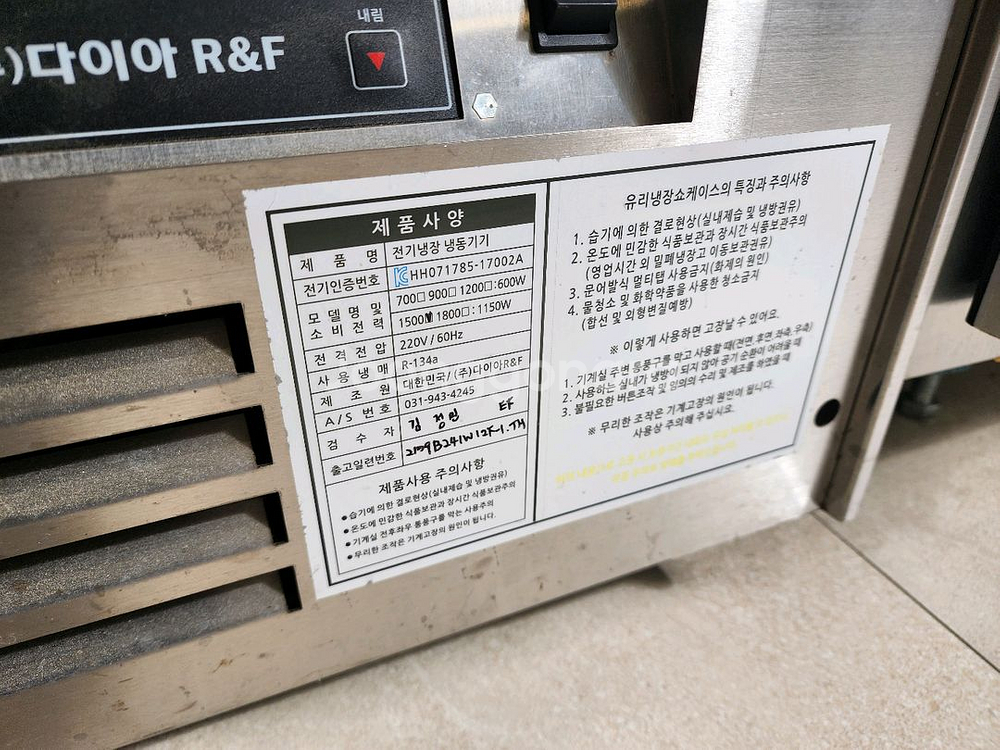 내림
)다이아 R&F
제품사양
제 품 명 전기냉장 냉동기기
전기인증번호 HH071785-17002A
모델명 및 소비전력 700□ 900□ 1200□:600W
1500 1800□:1150W
전격전압 220V / 60Hz
사용냉매 R-134a
제 조 원 대한민국/(주)다이아R&F
A/S 번호 031-943-4245
검 수 자 김정민
출고일련번호
제품사용 주의사항
● 습기에 의한 결로현상(실내제습 및 냉방권유)
● 온도에 민감한 식품보관과 장시간 식품보관주의
● 기계실 전후좌우 통풍구를 막는 사용주의
● 무리한 조작은 기계고장의 원인이 됩니다.
유리냉장쇼케이스의 특징과 주의사항
1. 습기에 의한 결로현상(실내제습 및 냉방권유)
2. 온도에 민감한 식품보관과 장시간 식품보관주의
(영업시간 외 밀폐냉장고 이동보관권유)
3. 문어발식 멀티탭 사용금지(화제의 원인)
4. 물청소 및 화학약품을 사용한 청소금지
(합선 및 외형변질예방)
※ 이렇게 사용하면 고장날 수 있어요.
1. 기계실 주변 통풍구를 막고 사용할 때(전면,후면,좌측,우측)
2. 사용하는 실내가 냉방이 되지 않아 공기 순환이 어려울 때
3. 불필요한 버튼조작 및 임의의 수리 및 제조를 하였을 때
※ 무리한 조작은 기계고장의 원인이 됩니다.
사용상 주의해 주십시요.